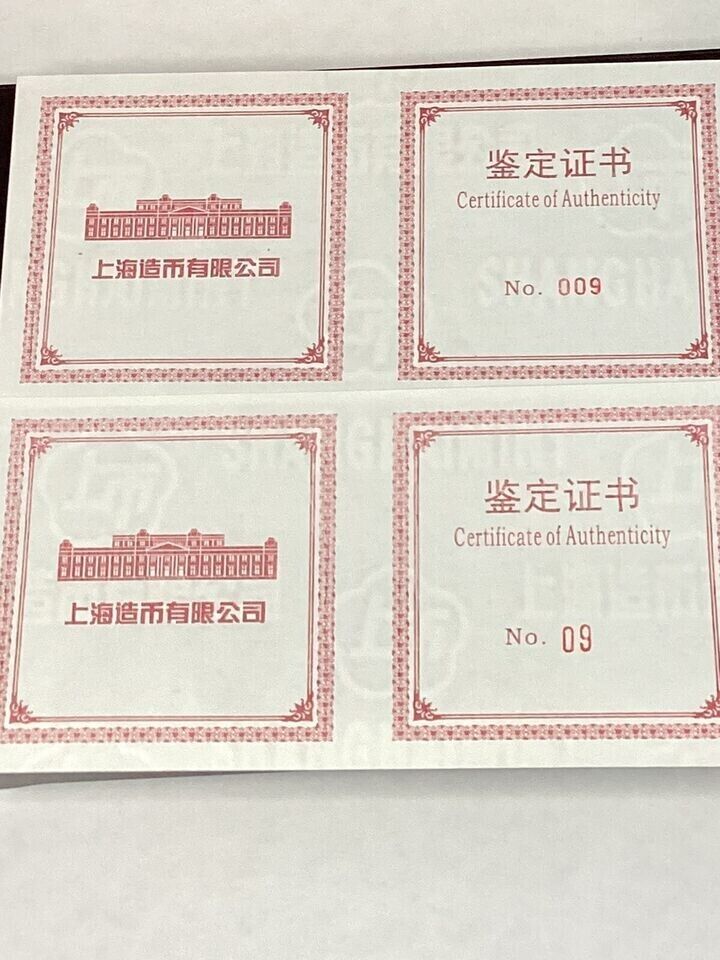 上海造币有限公司
鉴定证书
Certificate of Authenticity
No. 009
上海造币有限公司
鉴定证书
Certificate of Authenticity
No. 09